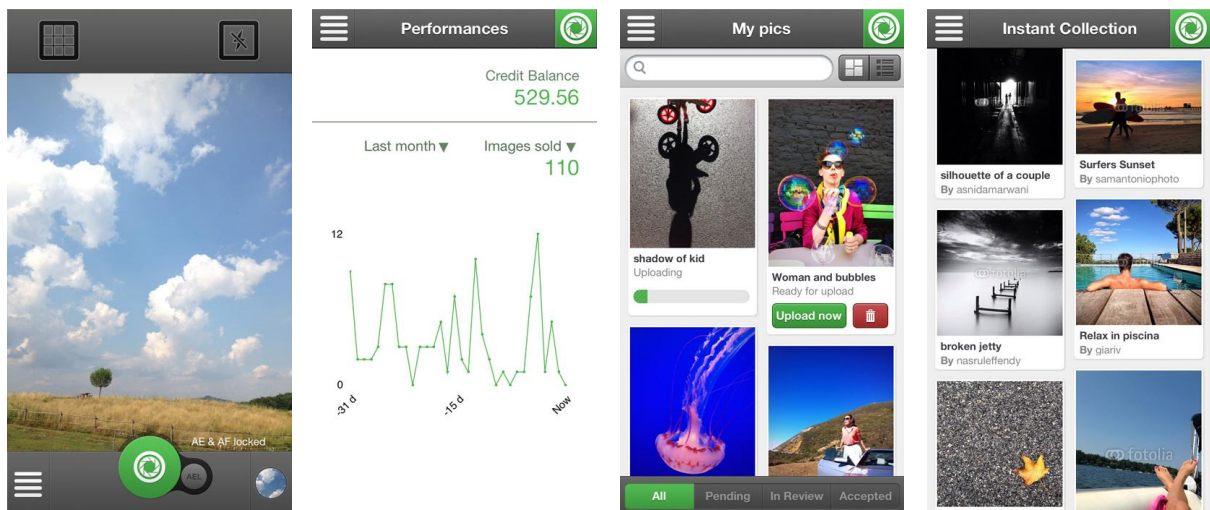 AE & AF locked
AEL
Performances
Credit Balance
529.56
Last month ▼
Images sold ▼
110
12
0
-31 d
-15 d
Now
My pics
shadow of kid
Uploading
Woman and bubbles
Ready for upload
Upload now
All
Pending
In Review
Accepted
Instant Collection
silhouette of a couple
By asnidamarwani
fotolia
Surfers Sunset
By samantoniophoto
fotolia
broken jetty
By nasruleffendy
fotolia
Relax in piscina
By giariv
fotolia